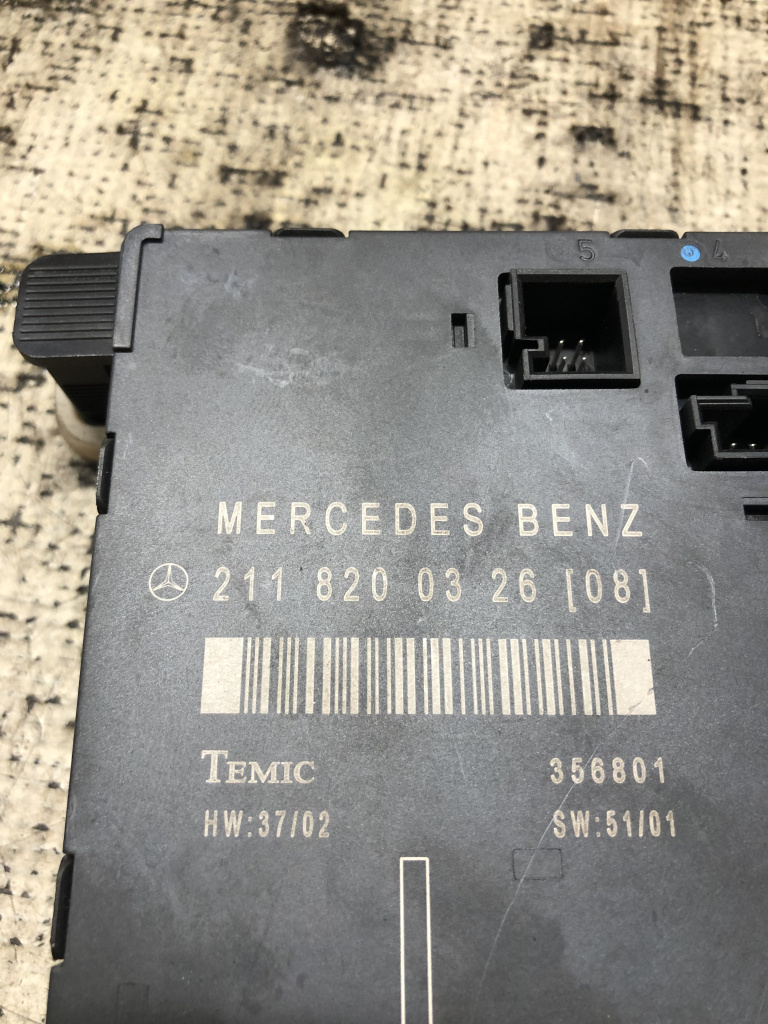 5 4
MERCEDES BENZ
211 820 03 26 [08]
TEMIC 356801
HW:37/02 SW:51/01